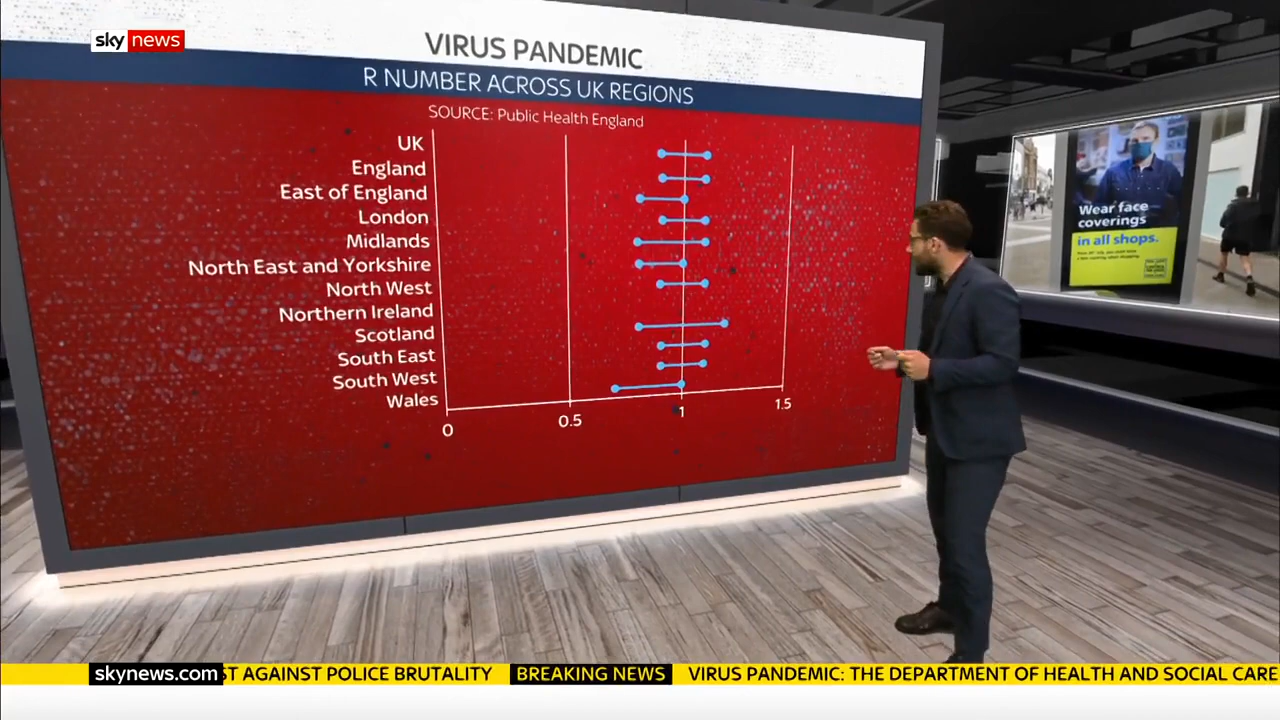 sky news
VIRUS PANDEMIC
R NUMBER ACROSS UK REGIONS
SOURCE: Public Health England
UK
England
East of England
London
Midlands
North East and Yorkshire
North West
Northern Ireland
Scotland
South East
South West
Wales
0
0.5
1
1.5
Wear face
coverings
in all shops.
skynews.com ST AGAINST POLICE BRUTALITY BREAKING NEWS VIRUS PANDEMIC: THE DEPARTMENT OF HEALTH AND SOCIAL CARE